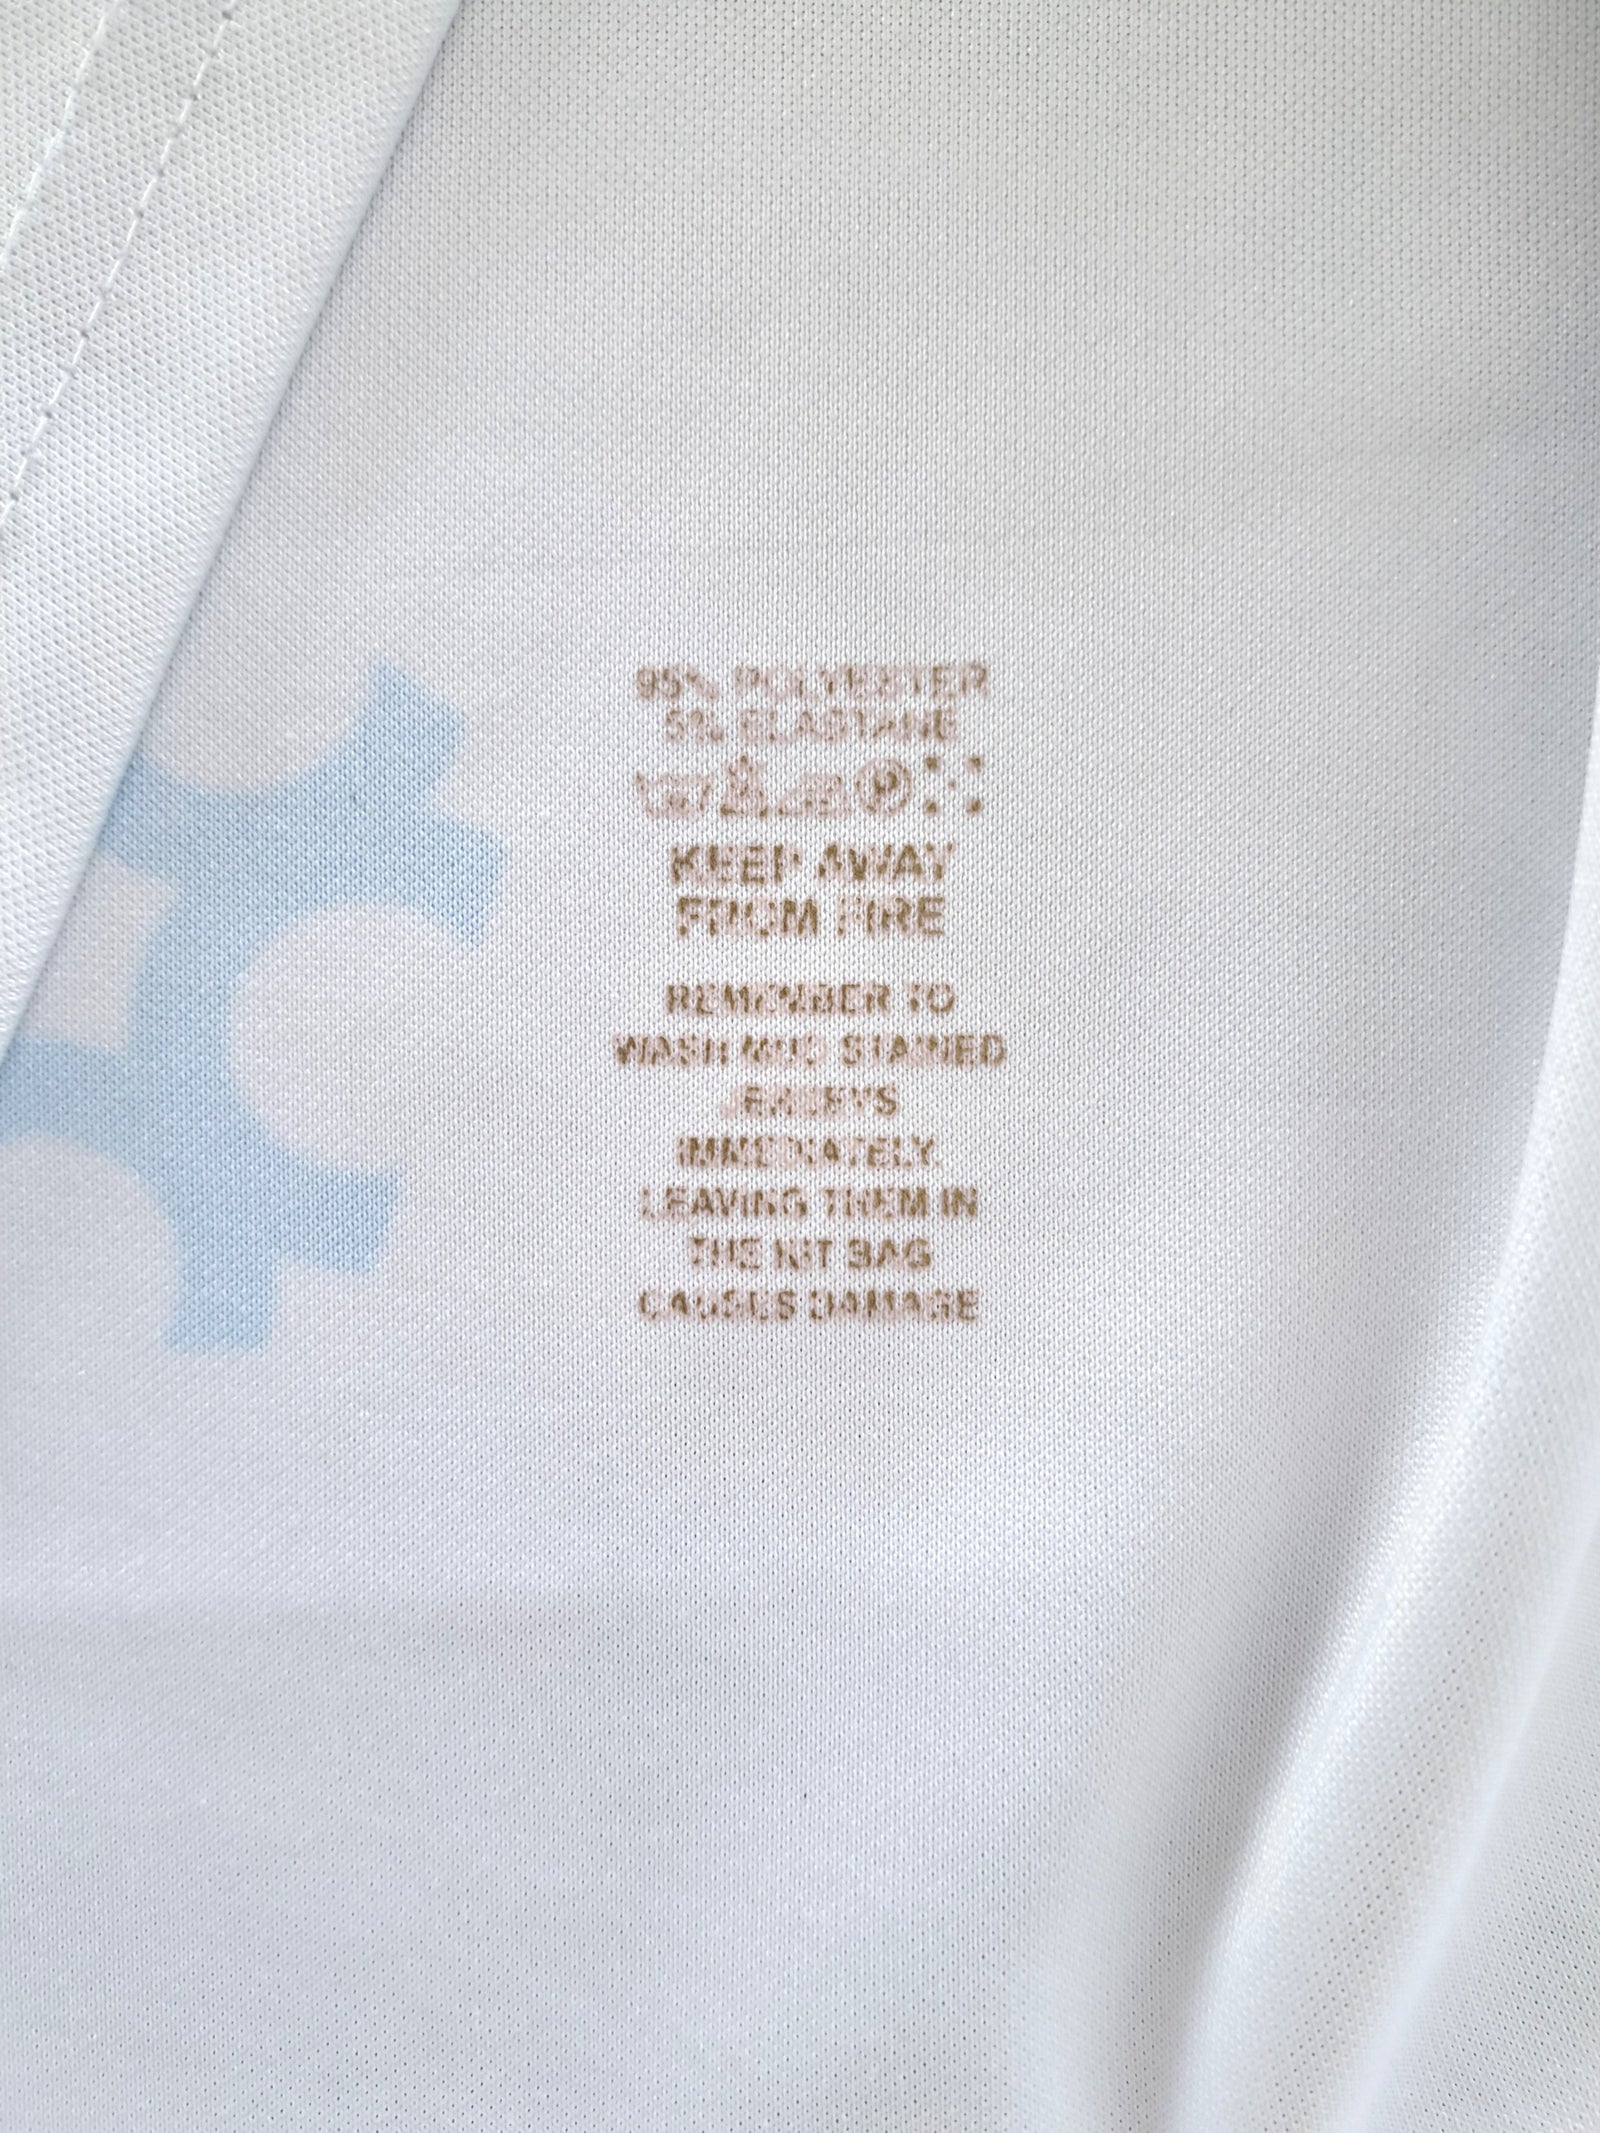 95% POLYESTER
5% ELASTANE
KEEP AWAY
FROM FIRE
REMEMBER TO
WASH MUD STAINED
JERSEYS
IMMEDIATELY.
LEAVING THEM IN
THE KIT BAG
CAUSES DAMAGE